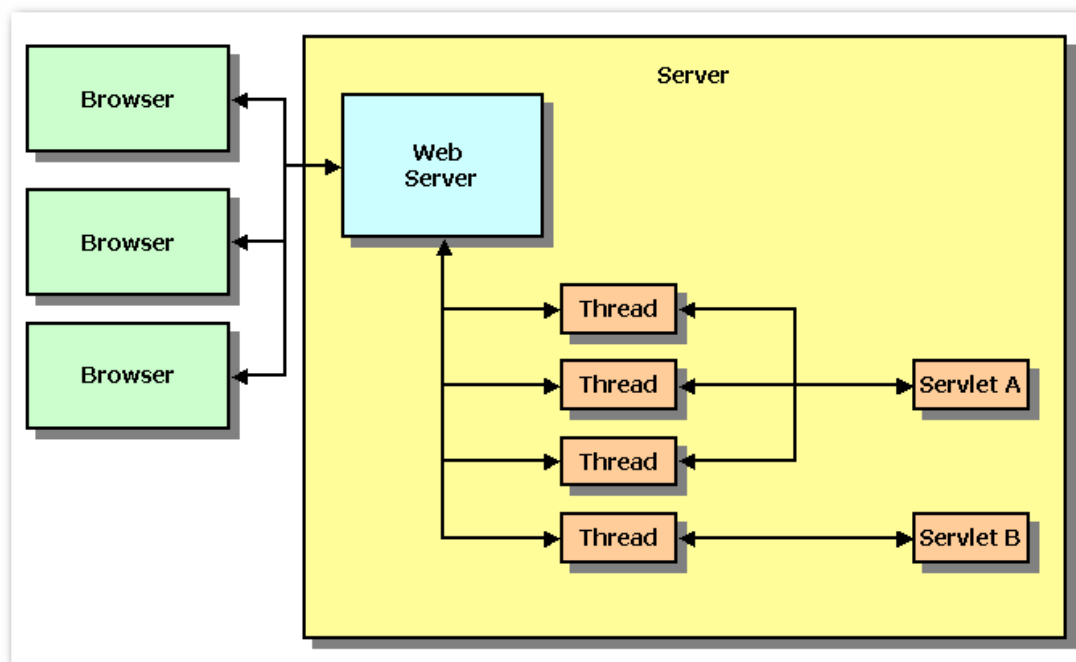 Server
Browser
Web
Server
Browser
Thread
Browser
Thread
Servlet A
Thread
Thread
Servlet B